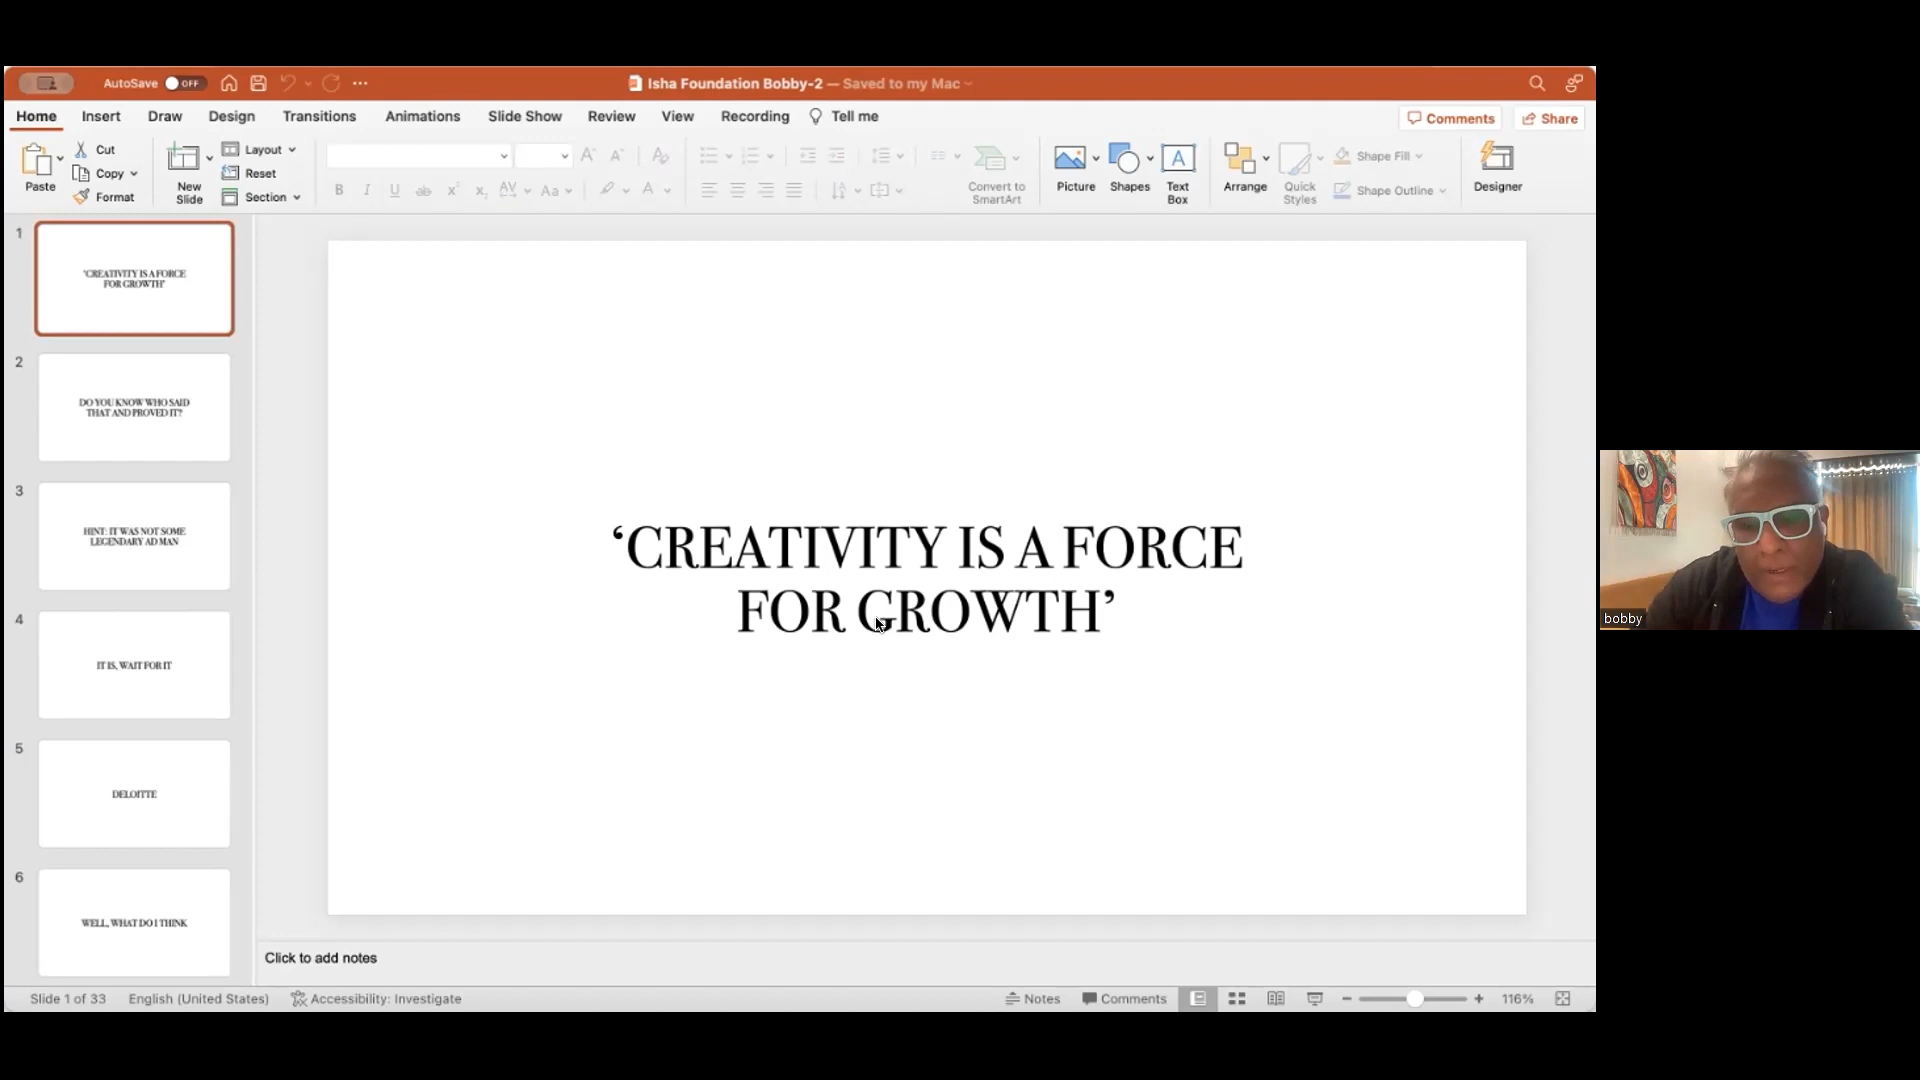 AutoSave OFF
Isha Foundation Bobby-2 — Saved to my Mac
Home Insert Draw Design Transitions Animations Slide Show Review View Recording Tell me
Comments Share
Paste
Cut
Copy
Format
New
Slide
Layout
Reset
Section
Convert to
SmartArt
Picture
Shapes
Text
Box
Arrange
Quick
Styles
Shape Fill
Shape Outline
Designer
1
‘CREATIVITY IS A FORCE
FOR GROWTH’
2
DO YOU KNOW WHO SAID
THAT AND PROVED IT?
3
HINT: IT WAS NOT SOME
LEGENDARY AD MAN
4
IT IS, WAIT FOR IT
5
DELOITTE
6
WELL, WHAT DO I THINK
‘CREATIVITY IS A FORCE
FOR GROWTH’
Click to add notes
Slide 1 of 33 English (United States) Accessibility: Investigate
Notes Comments 116%
bobby